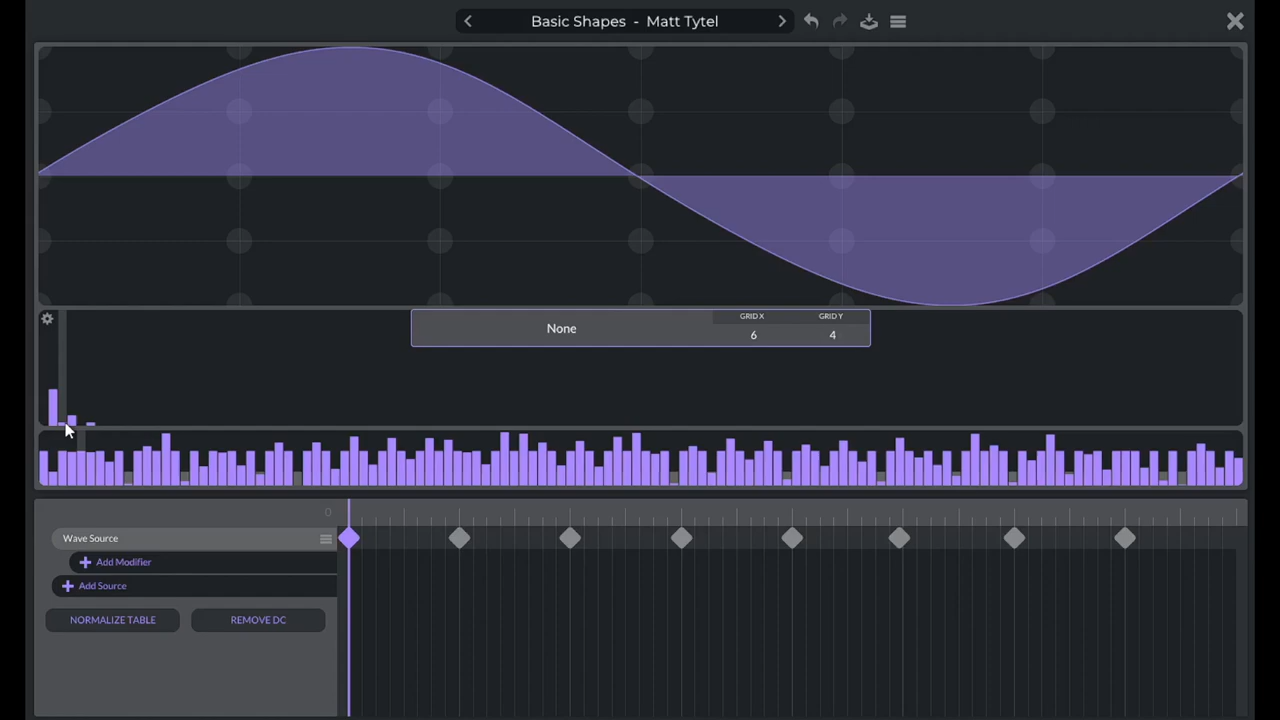 Basic Shapes - Matt Tytel
None
GRID X
6
GRID Y
4
0
Wave Source
Add Modifier
Add Source
NORMALIZE TABLE
REMOVE DC